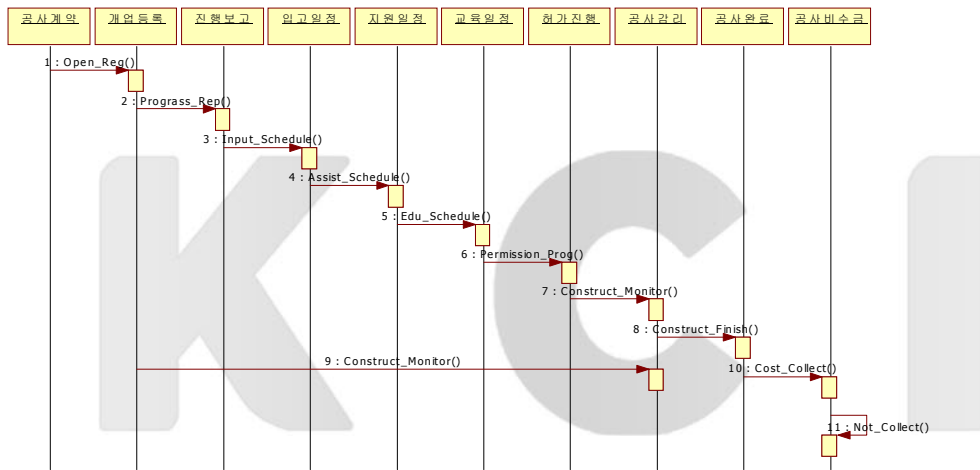 공사계약
개업등록
진행보고
입고일정
지원일정
교육일정
허가진행
공사감리
공사완료
공사비수금
1 : Open_Req()
2 : Prograss_Rep()
3 : Input_Schedule()
4 : Assist_Schedule()
5 : Edu_Schedule()
6 : Permission_Prog()
7 : Construct_Monitor()
8 : Construct_Finish()
9 : Construct_Monitor()
10 : Cost_Collect()
11 : Not_Collect()
K C I